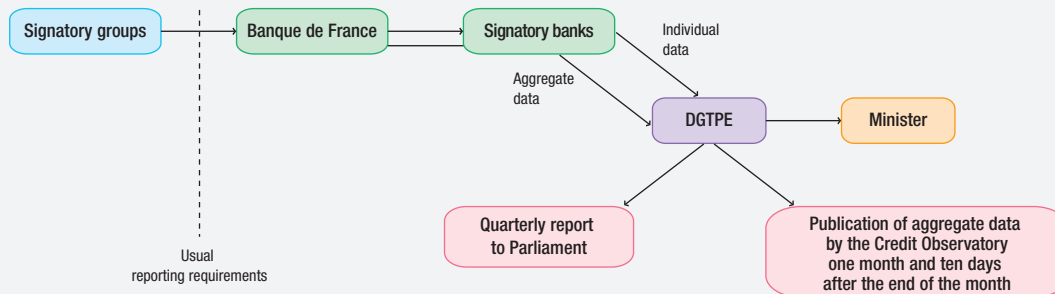 Signatory groups
Banque de France
Signatory banks
Individual
data
Aggregate
data
DGTPE
Minister
Quarterly report
to Parliament
Publication of aggregate data
by the Credit Observatory
one month and ten days
after the end of the month
Usual
reporting requirements